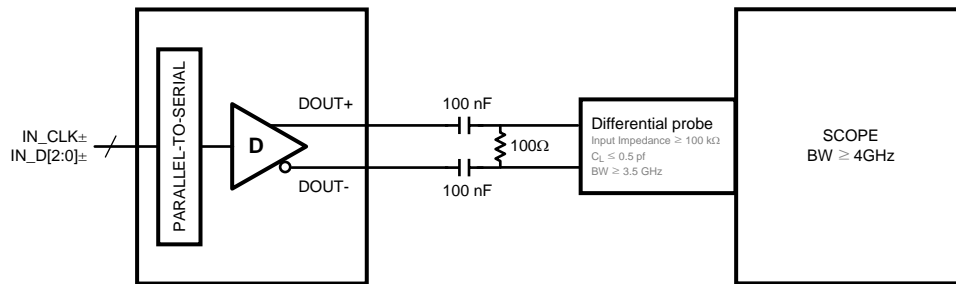 IN_CLK±
IN_D[2:0]±
PARALLEL-TO-SERIAL
D
DOUT+
DOUT-
100 nF
100Ω
100 nF
Differential probe
Input Impedance ≥ 100 kΩ
C_L ≤ 0.5 pf
BW ≥ 3.5 GHz
SCOPE
BW ≥ 4GHz